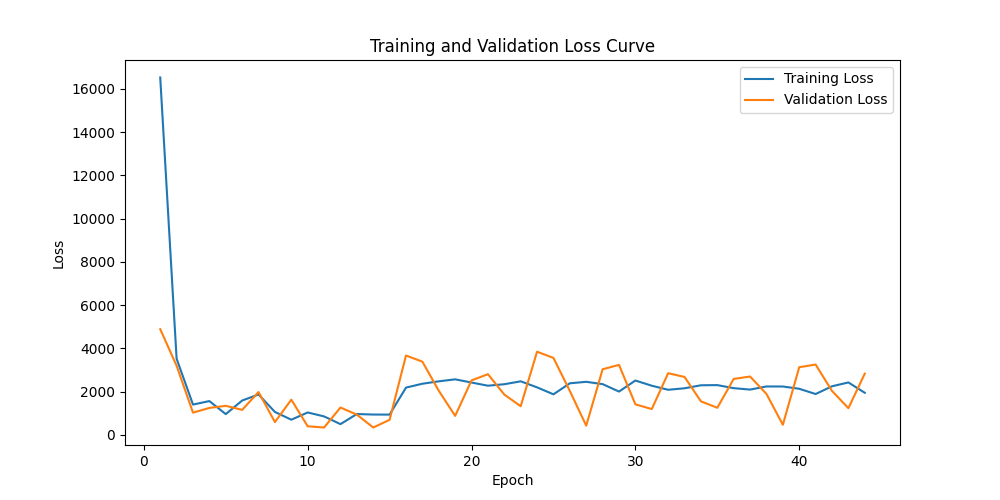 Training and Validation Loss Curve
Training Loss
Validation Loss
16000
14000
12000
10000
8000
6000
4000
2000
0
Loss
0 10 20 30 40
Epoch